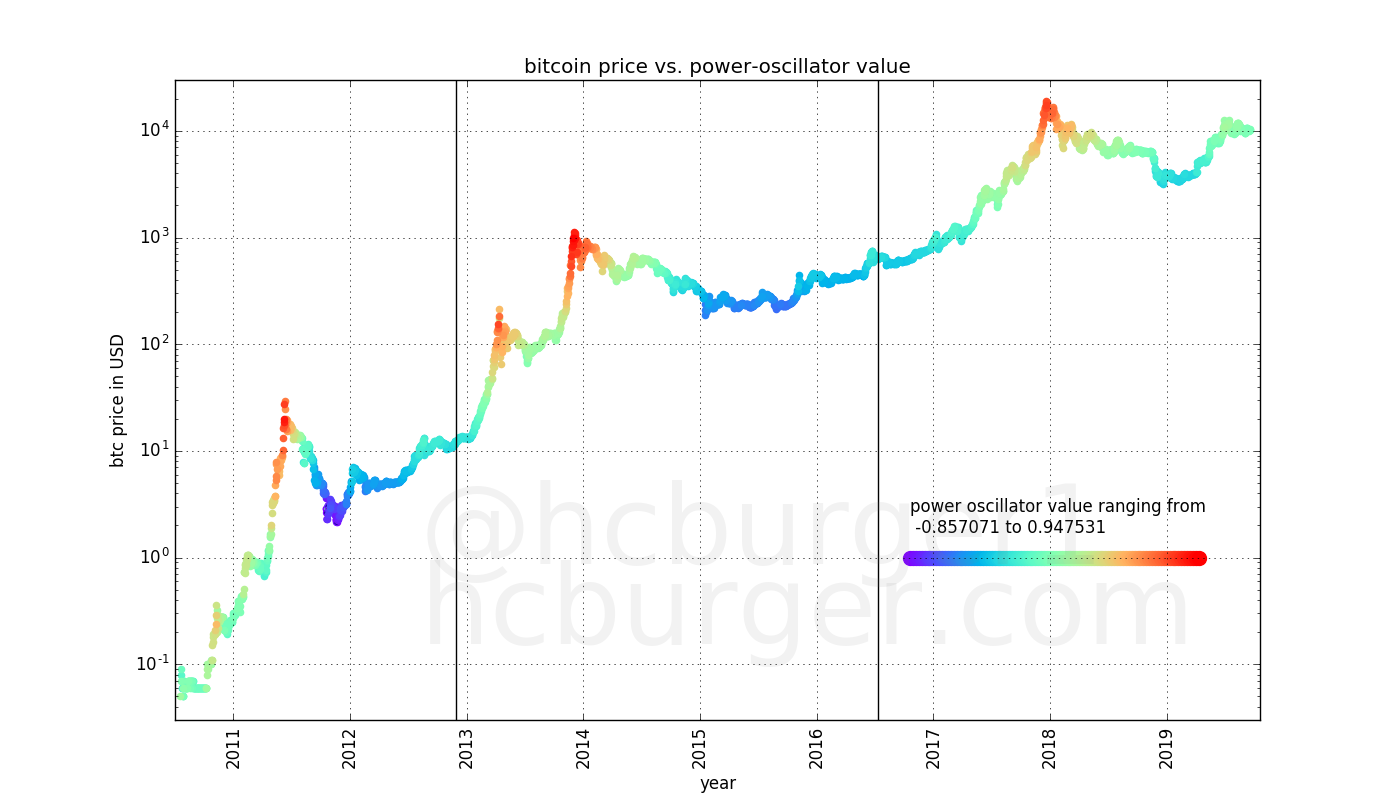 bitcoin price vs. power-oscillator value
btc price in USD
10^4
10^3
10^2
10^1
10^0
10^-1
@hcburger1
hcburger.com
power oscillator value ranging from
-0.857071 to 0.947531
2011 2012 2013 2014 2015 2016 2017 2018 2019
year